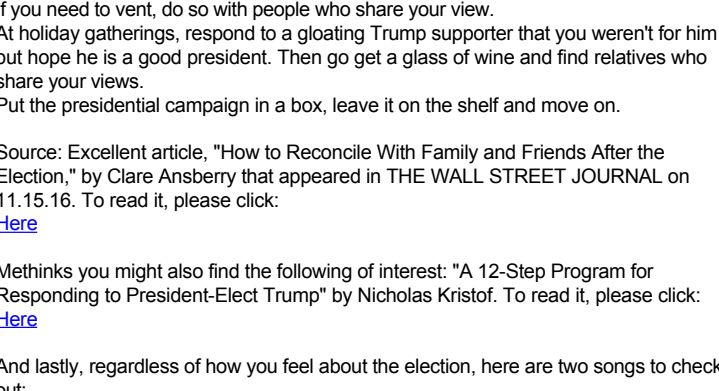 If you need to vent, do so with people who share your view.
At holiday gatherings, respond to a gloating Trump supporter that you weren't for him
but hope he is a good president. Then go get a glass of wine and find relatives who
share your views.
Put the presidential campaign in a box, leave it on the shelf and move on.
Source: Excellent article, "How to Reconcile With Family and Friends After the
Election," by Clare Ansberry that appeared in THE WALL STREET JOURNAL on
11.15.16. To read it, please click:
Here
Methinks you might also find the following of interest: "A 12-Step Program for
Responding to President-Elect Trump" by Nicholas Kristof. To read it, please click:
Here
And lastly, regardless of how you feel about the election, here are two songs to check
out: